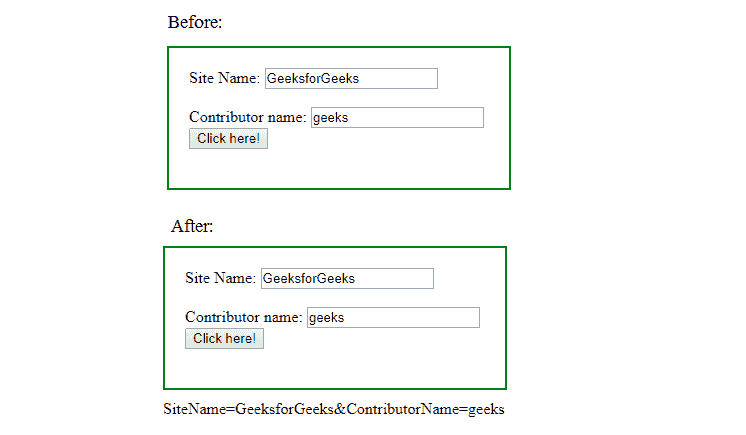 Before:
Site Name: GeeksforGeeks
Contributor name: geeks
Click here!
After:
Site Name: GeeksforGeeks
Contributor name: geeks
Click here!
SiteName=GeeksforGeeks&ContributorName=geeks